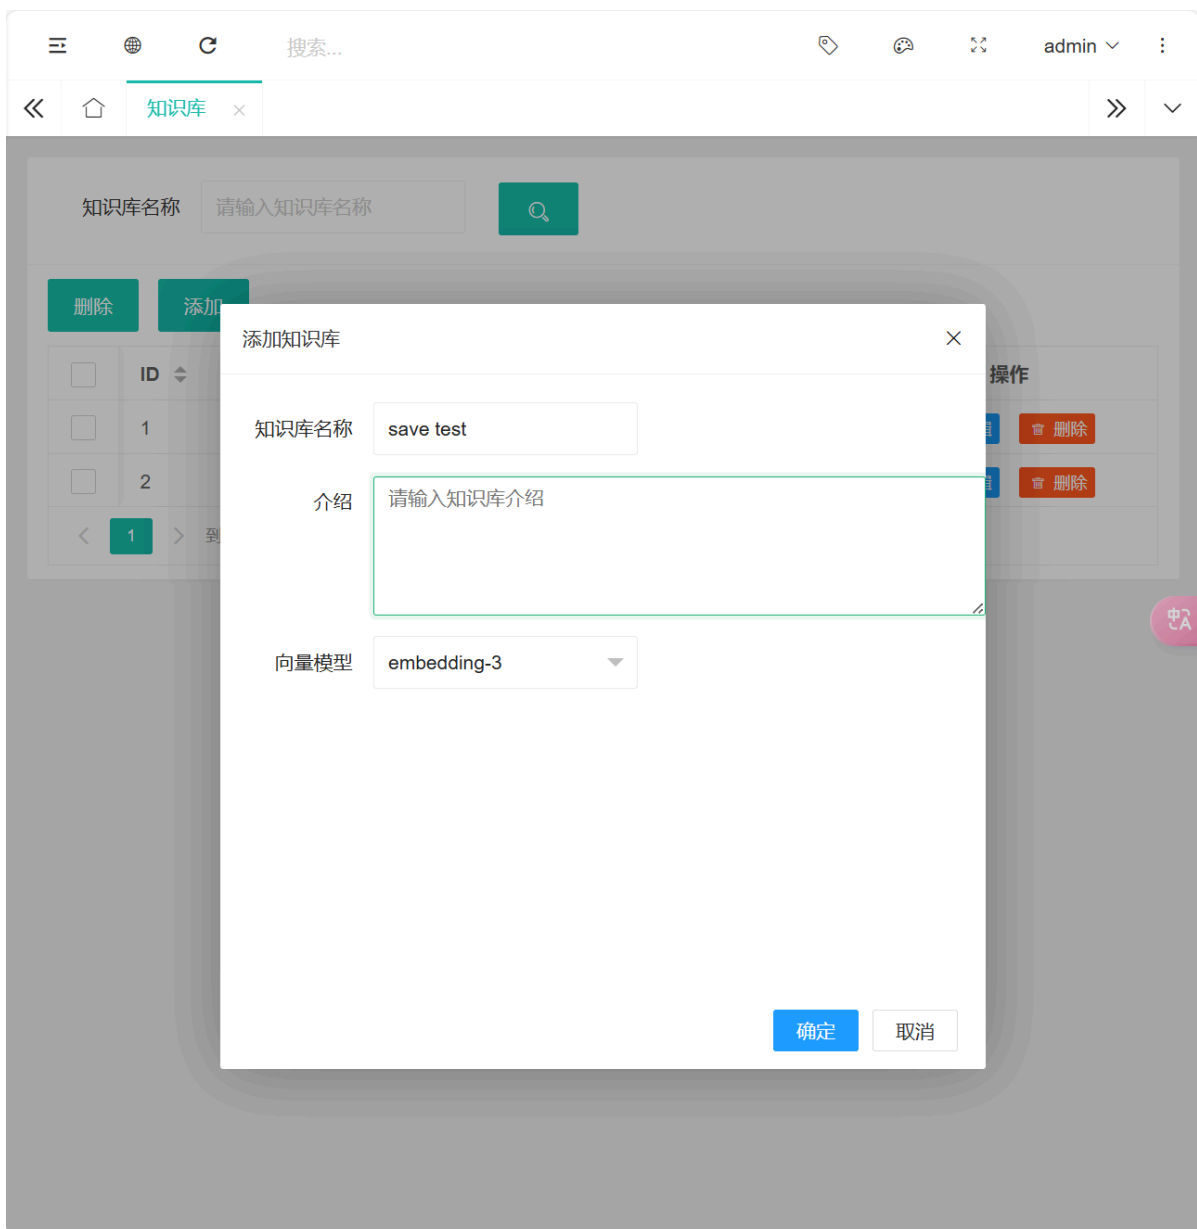 搜索...
admin
知识库
知识库名称 请输入知识库名称
删除 添加
添加知识库
ID 操作
知识库名称 save test
1 删除
介绍 请输入知识库介绍
2 删除
1 到
向量模型 embedding-3
确定 取消